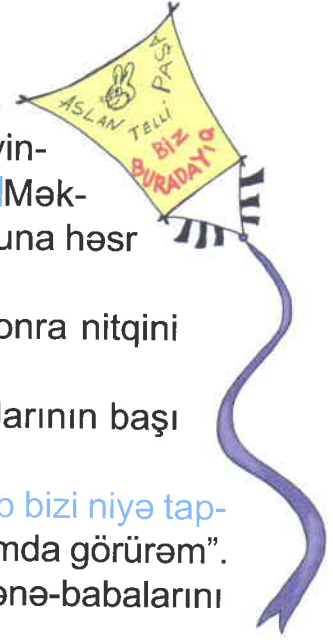 ASLAN TELLİ PAŞA
BİZ
BURADAYIQ
yin-
Mək-
una həsr
onra nitqini
larının başı
bizi niyə tap-
mda görürəm”.
ənə-babalarını